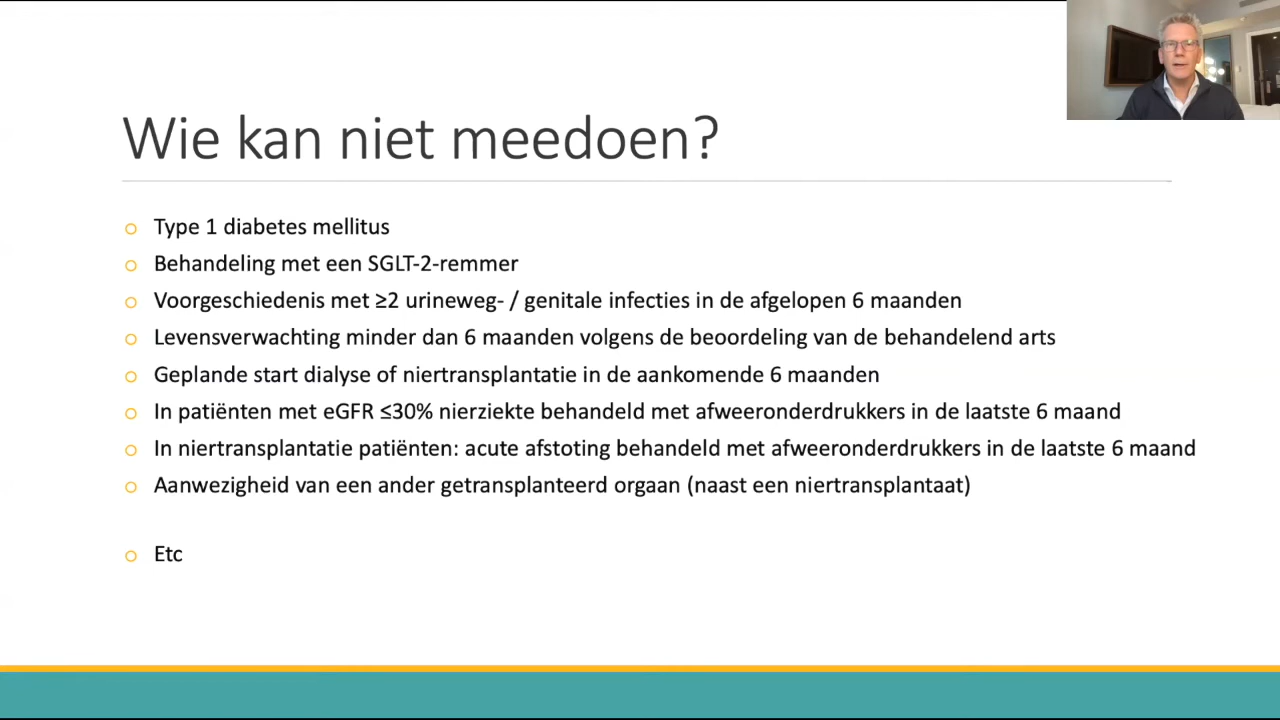 Wie kan niet meedoen?
Type 1 diabetes mellitus
Behandeling met een SGLT-2-remmer
Voorgeschiedenis met ≥2 urineweg- / genitale infecties in de afgelopen 6 maanden
Levensverwachting minder dan 6 maanden volgens de beoordeling van de behandelend arts
Geplande start dialyse of niertransplantatie in de aankomende 6 maanden
In patiënten met eGFR ≤30% nierziekte behandeld met afweeronderdrukkers in de laatste 6 maand
In niertransplantatie patiënten: acute afstoting behandeld met afweeronderdrukkers in de laatste 6 maand
Aanwezigheid van een ander getransplanteerd orgaan (naast een niertransplantaat)
Etc